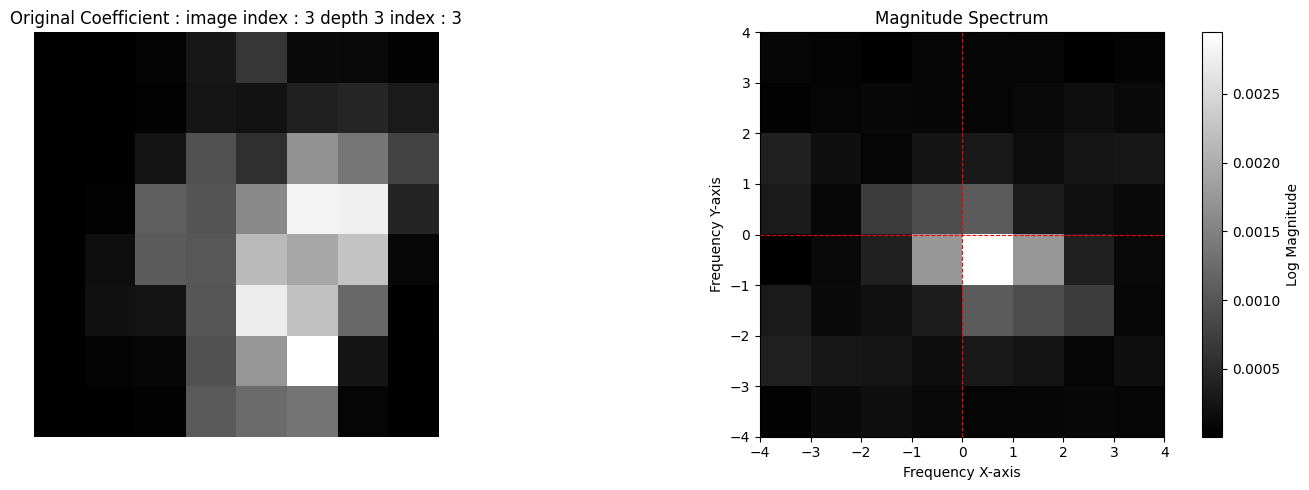 Original Coefficient : image index : 3 depth 3 index : 3
Magnitude Spectrum
4
3
2
1
0
−1
−2
−3
−4
Frequency Y-axis
−4 −3 −2 −1 0 1 2 3 4
Frequency X-axis
0.0025
0.0020
0.0015
0.0010
0.0005
Log Magnitude